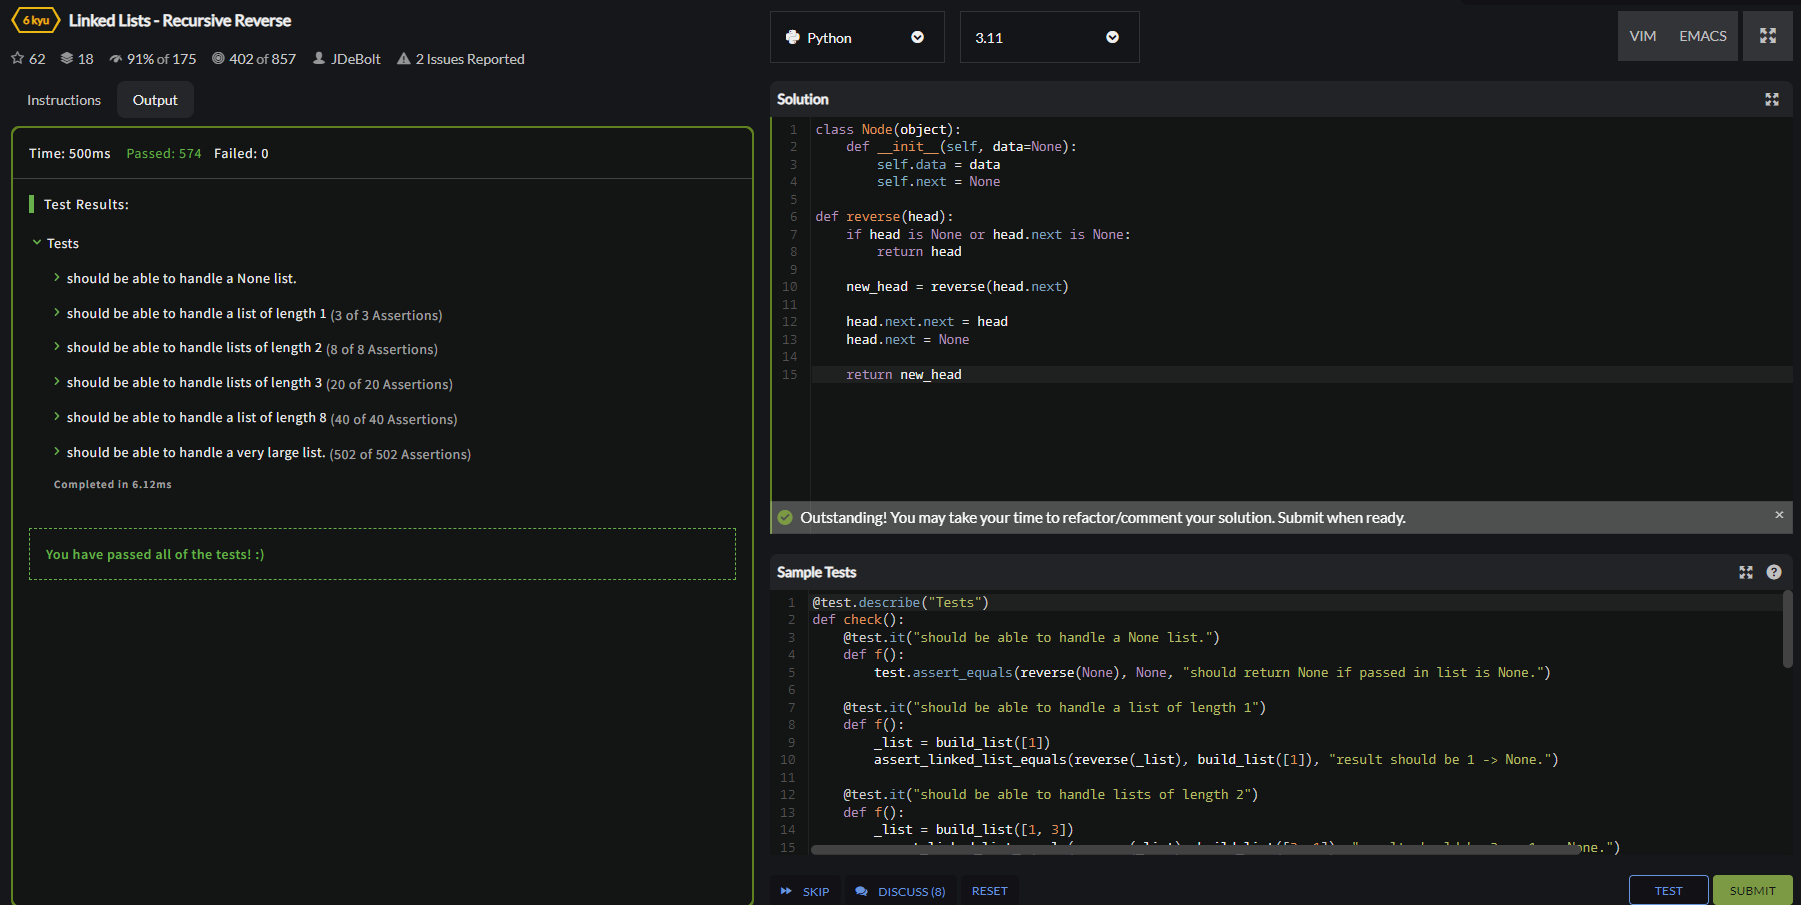 6 kyu Linked Lists - Recursive Reverse
62 18 91% of 175 402 of 857 JDeBolt 2 Issues Reported
Instructions Output
Time: 500ms Passed: 574 Failed: 0
Test Results:
Tests
should be able to handle a None list.
should be able to handle a list of length 1 (3 of 3 Assertions)
should be able to handle lists of length 2 (8 of 8 Assertions)
should be able to handle lists of length 3 (20 of 20 Assertions)
should be able to handle a list of length 8 (40 of 40 Assertions)
should be able to handle a very large list. (502 of 502 Assertions)
Completed in 6.12ms
You have passed all of the tests! :)
Python 3.11 VIM EMACS
Solution
1 class Node(object):
2     def __init__(self, data=None):
3         self.data = data
4         self.next = None
5
6 def reverse(head):
7     if head is None or head.next is None:
8         return head
9
10     new_head = reverse(head.next)
11
12     head.next.next = head
13     head.next = None
14
15     return new_head
Outstanding! You may take your time to refactor/comment your solution. Submit when ready. ×
Sample Tests ?
1 @test.describe("Tests")
2 def check():
3     @test.it("should be able to handle a None list.")
4     def f():
5         test.assert_equals(reverse(None), None, "should return None if passed in list is None.")
6
7     @test.it("should be able to handle a list of length 1")
8     def f():
9         _list = build_list([1])
10         assert_linked_list_equals(reverse(_list), build_list([1]), "result should be 1 -> None.")
11
12     @test.it("should be able to handle lists of length 2")
13     def f():
14         _list = build_list([1, 3])
15
SKIP DISCUSS (8) RESET TEST SUBMIT